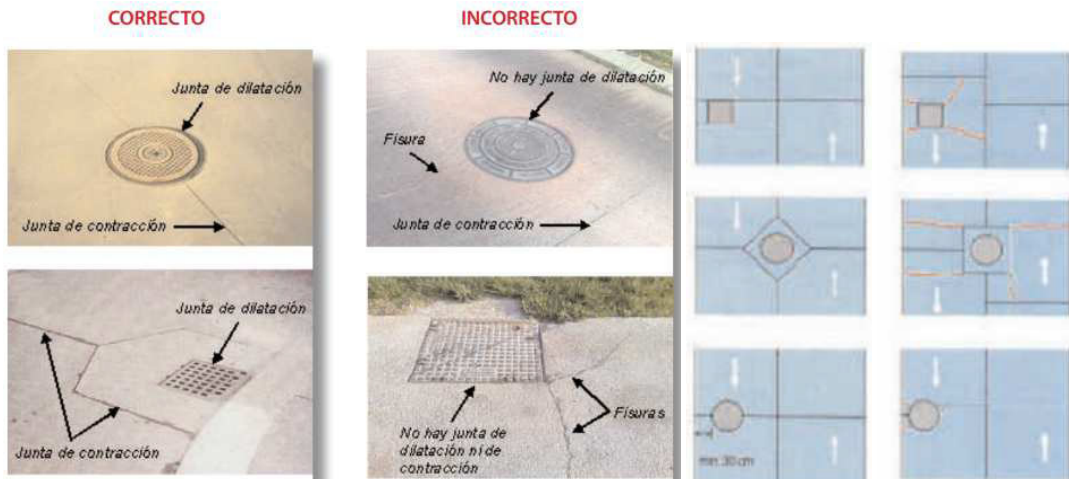 CORRECTO
INCORRECTO
Junta de dilatación
Junta de contracción
No hay junta de dilatación
Fisura
Junta de contracción
Junta de dilatación
Junta de contracción
Fisuras
No hay junta de
dilatación ni de
contracción
min. 30 cm